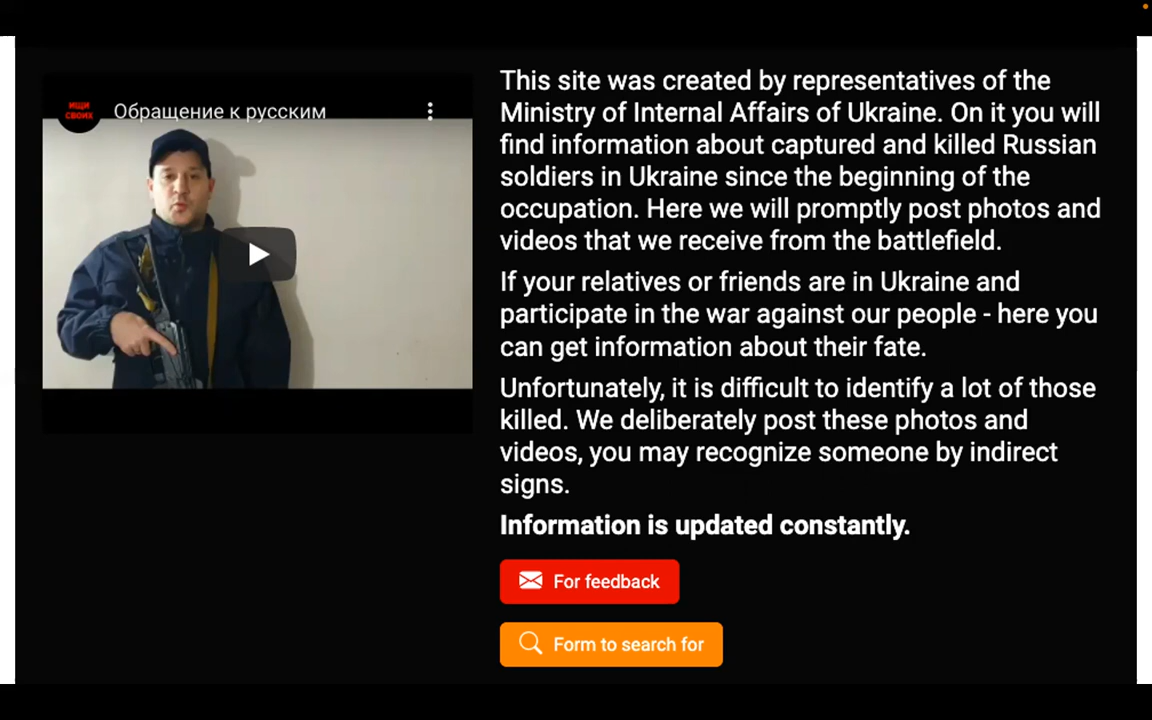 ИЩИ
СВОИХ
Обращение к русским
This site was created by representatives of the
Ministry of Internal Affairs of Ukraine. On it you will
find information about captured and killed Russian
soldiers in Ukraine since the beginning of the
occupation. Here we will promptly post photos and
videos that we receive from the battlefield.
If your relatives or friends are in Ukraine and
participate in the war against our people - here you
can get information about their fate.
Unfortunately, it is difficult to identify a lot of those
killed. We deliberately post these photos and
videos, you may recognize someone by indirect
signs.
Information is updated constantly.
For feedback
Form to search for